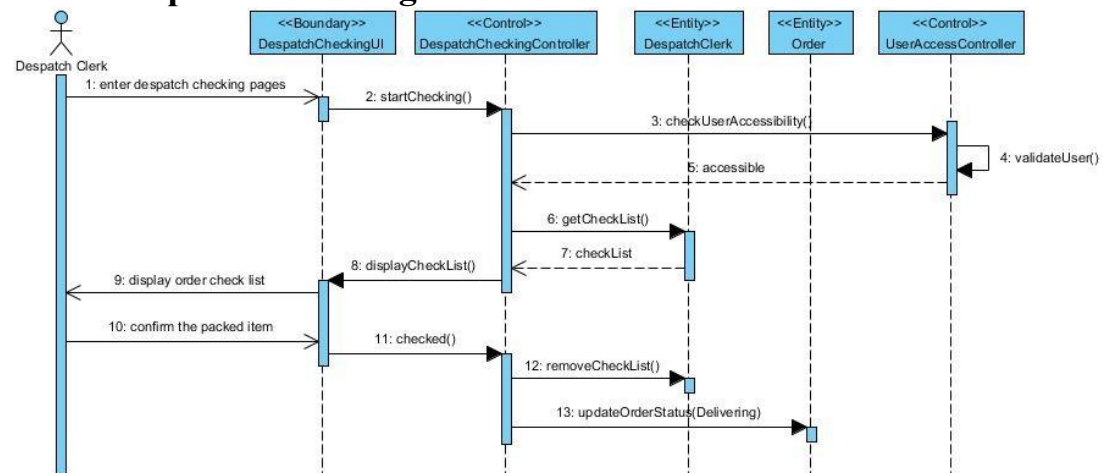 <<Boundary>>
DespatchCheckingUI
<<Control>>
DespatchCheckingController
<<Entity>>
DespatchClerk
<<Entity>>
Order
<<Control>>
UserAccessController
Despatch Clerk
1: enter despatch checking pages
2: startChecking()
3: checkUserAccessibility()
4: validateUser()
5: accessible
6: getCheckList()
7: checkList
8: displayCheckList()
9: display order check list
10: confirm the packed item
11: checked()
12: removeCheckList()
13: updateOrderStatus(Delivering)